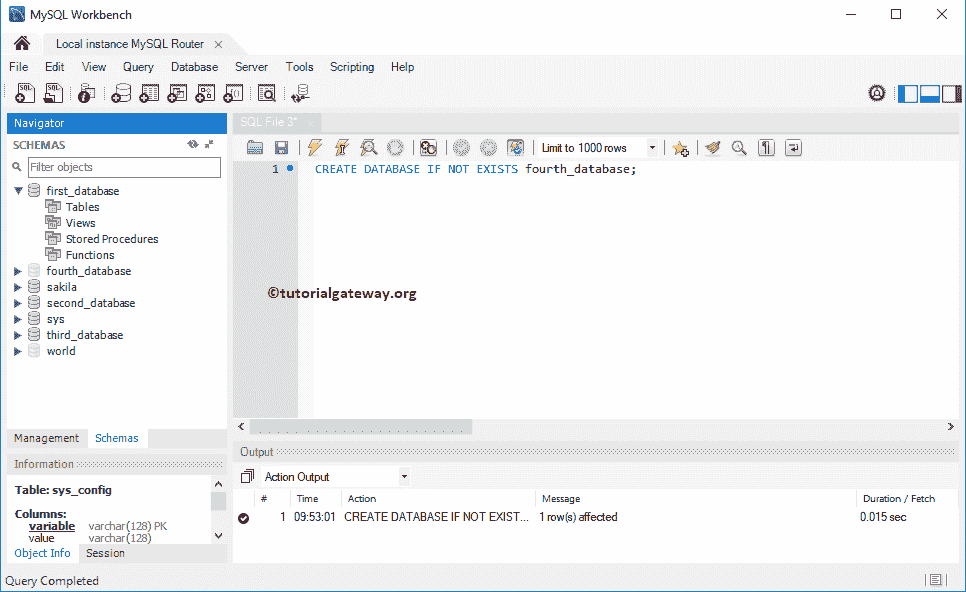 MySQL Workbench
Local instance MySQL Router
File Edit View Query Database Server Tools Scripting Help
Navigator
SCHEMAS
Filter objects
first_database
Tables
Views
Stored Procedures
Functions
fourth_database
sakila
second_database
sys
third_database
world
Management Schemas
Information
Table: sys_config
Columns:
variable varchar(128) PK
value varchar(128)
Object Info Session
SQL File 3*
Limit to 1000 rows
1 CREATE DATABASE IF NOT EXISTS fourth_database;
©tutorialgateway.org
Output
Action Output
# Time Action Message Duration / Fetch
1 09:53:01 CREATE DATABASE IF NOT EXIST... 1 row(s) affected 0.015 sec
Query Completed